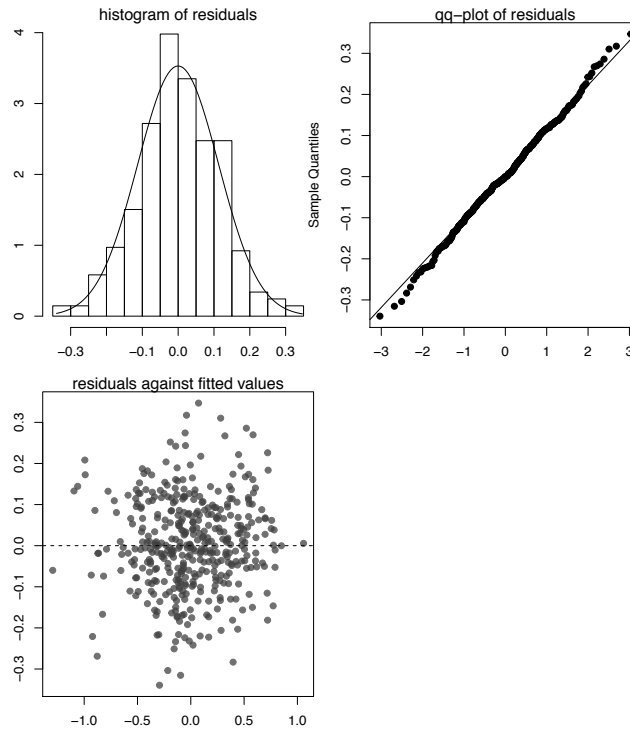 histogram of residuals
4
3
2
1
0
−0.3 −0.1 0.0 0.1 0.2 0.3
qq−plot of residuals
Sample Quantiles
0.3
0.2
0.1
0.0
−0.1
−0.2
−0.3
−3 −2 −1 0 1 2 3
residuals against fitted values
0.3
0.2
0.1
0.0
−0.1
−0.2
−0.3
−1.0 −0.5 0.0 0.5 1.0